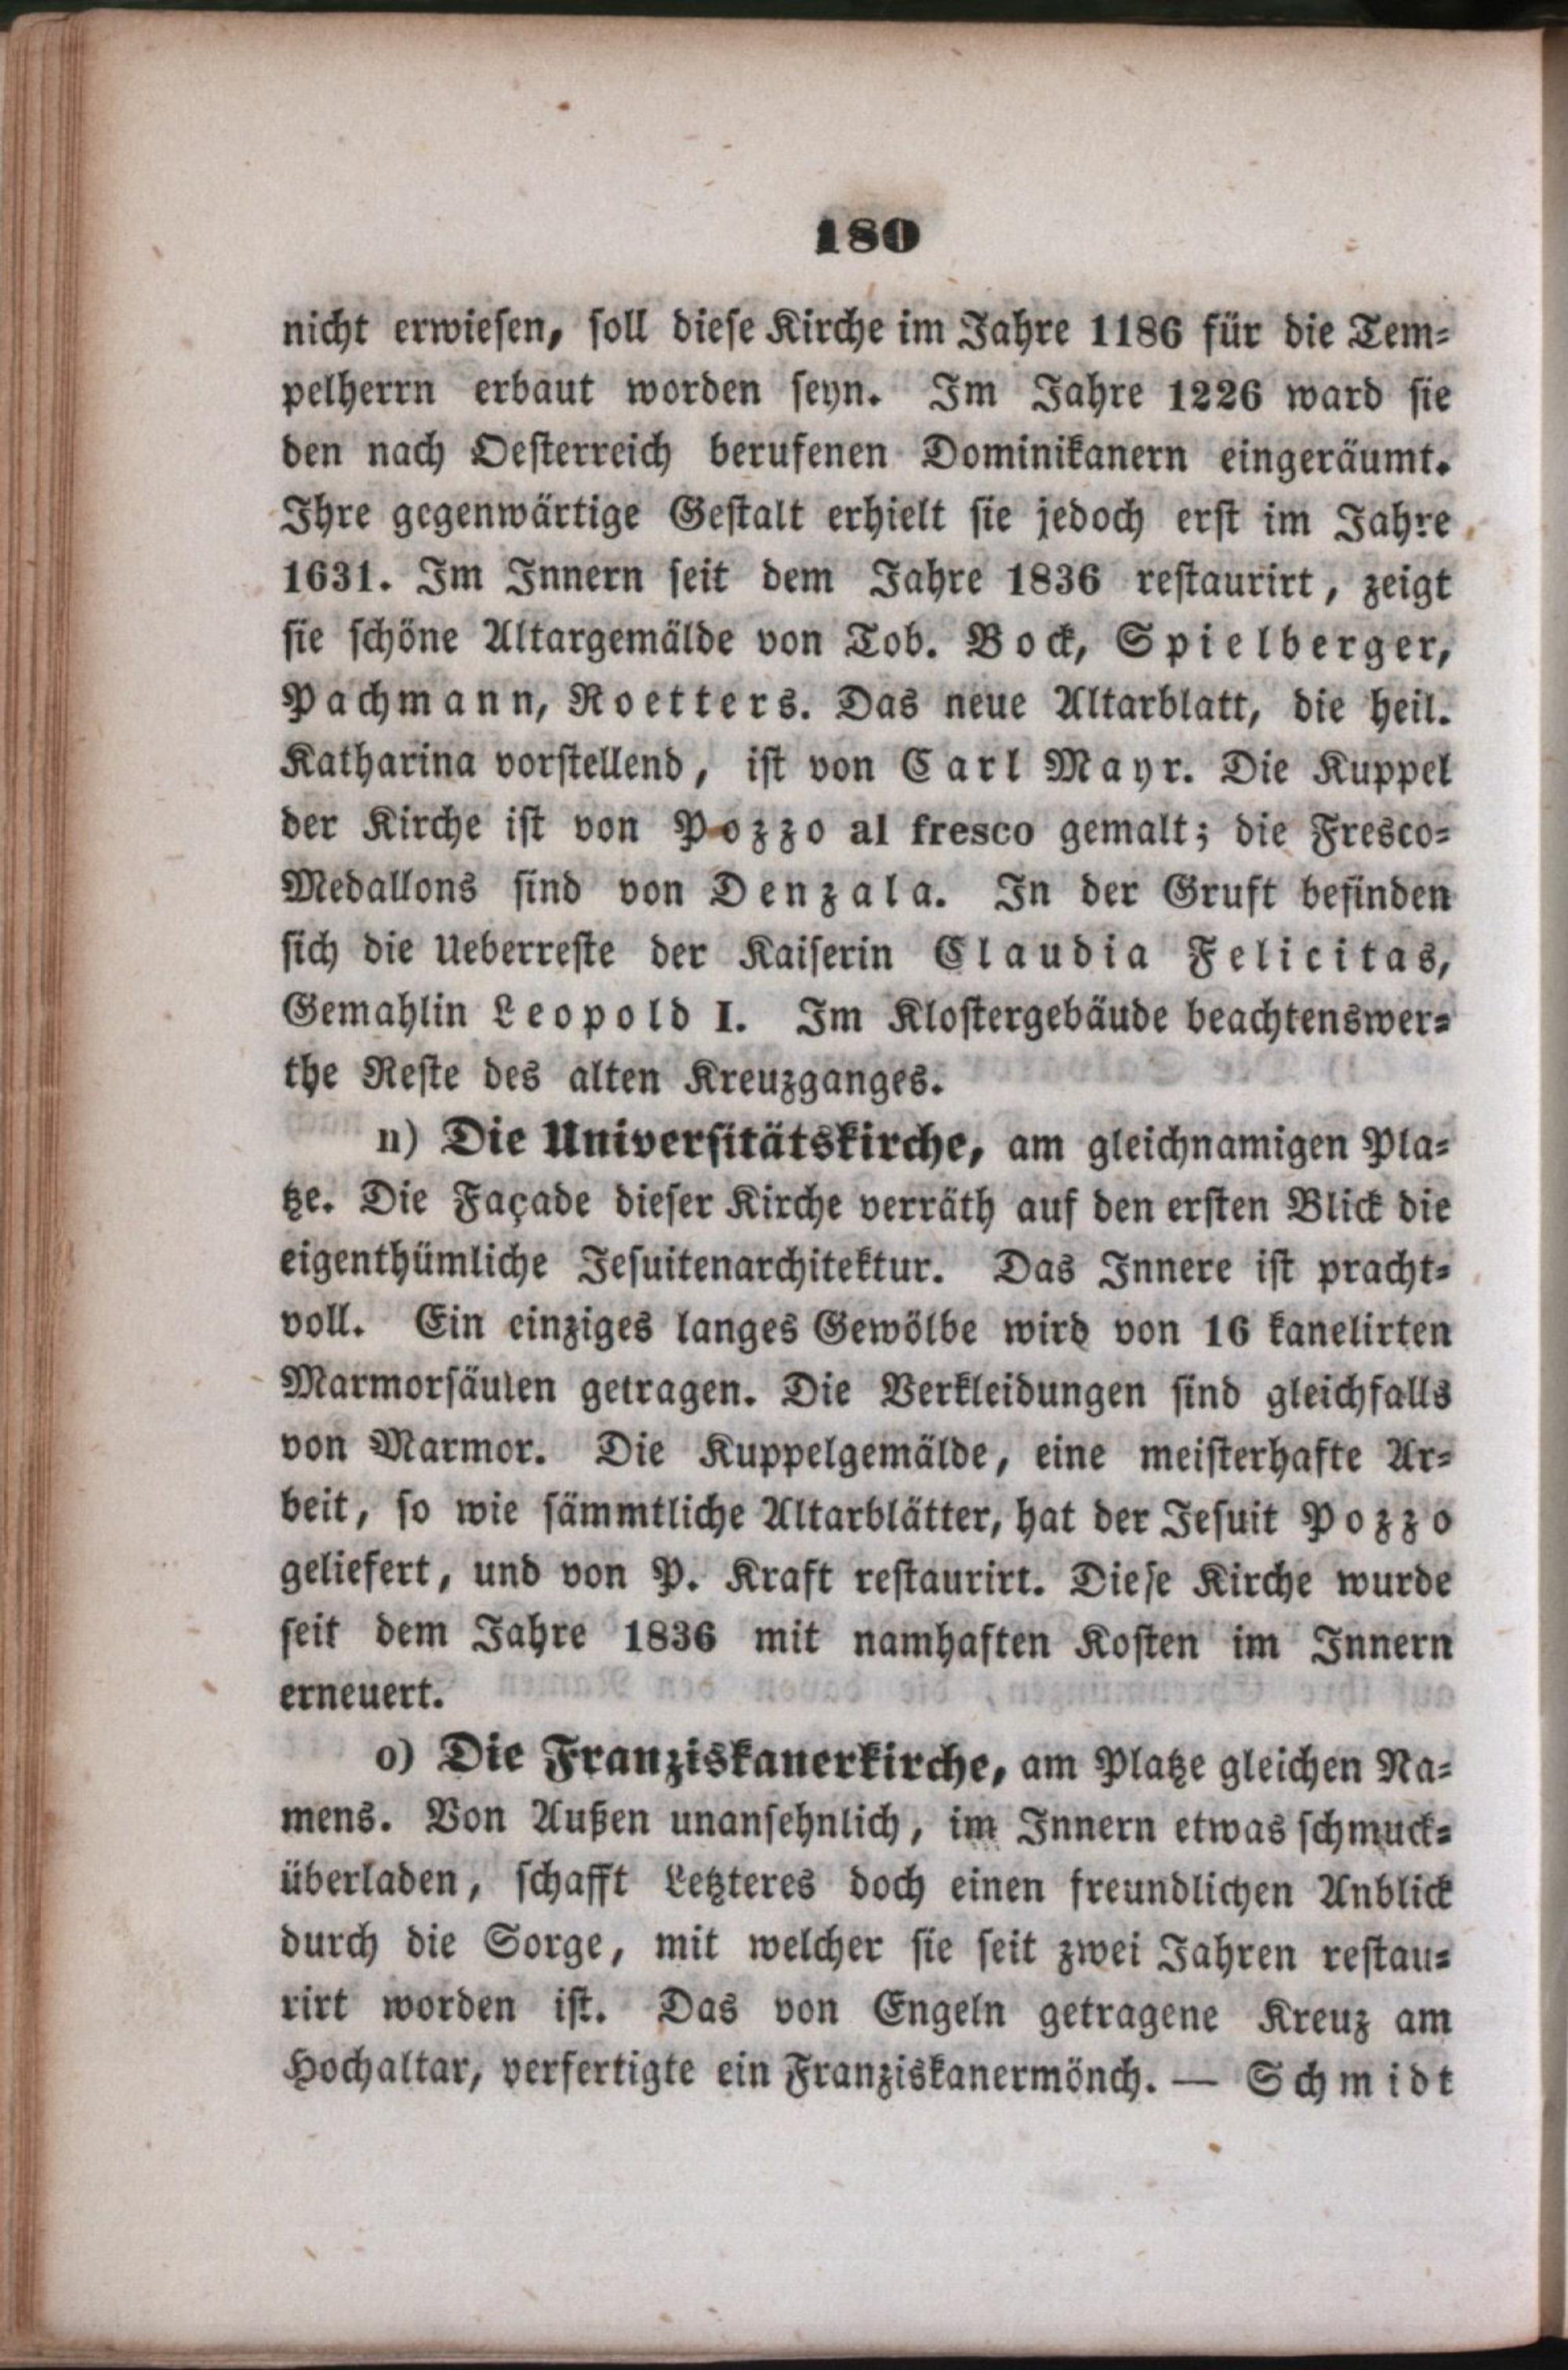 180
nicht erwiesen, soll diese Kirche im Jahre 1186 für die Tem-
pelherrn erbaut worden seyn. Im Jahre 1226 ward sie
den nach Oesterreich berufenen Dominikanern eingeräumt.
Ihre gegenwärtige Gestalt erhielt sie jedoch erst im Jahre
1631. Im Innern seit dem Jahre 1836 restaurirt, zeigt
sie schöne Altargemälde von Tob. Bock, Spielberger,
Pachmann, Roetters. Das neue Altarblatt, die heil.
Katharina vorstellend, ist von Carl Mayr. Die Kuppel
der Kirche ist von Pozzo al fresco gemalt; die Fresco-
Medallons sind von Denzala. In der Gruft befinden
sich die Ueberreste der Kaiserin Claudia Felicitas,
Gemahlin Leopold I. Im Klostergebäude beachtenswer-
the Reste des alten Kreuzganges.
n) Die Universitätskirche, am gleichnamigen Pla-
tze. Die Façade dieser Kirche verräth auf den ersten Blick die
eigenthümliche Jesuitenarchitektur. Das Innere ist pracht-
voll. Ein einziges langes Gewölbe wird von 16 kanelirten
Marmorsäulen getragen. Die Verkleidungen sind gleichfalls
von Marmor. Die Kuppelgemälde, eine meisterhafte Ar-
beit, so wie sämmtliche Altarblätter, hat der Jesuit Pozzo
geliefert, und von P. Kraft restaurirt. Diese Kirche wurde
seit dem Jahre 1836 mit namhaften Kosten im Innern
erneuert.
o) Die Franziskanerkirche, am Platze gleichen Na-
mens. Von Außen unansehnlich, im Innern etwas schmuck-
überladen, schafft Letzteres doch einen freundlichen Anblick
durch die Sorge, mit welcher sie seit zwei Jahren restau-
rirt worden ist. Das von Engeln getragene Kreuz am
Hochaltar, verfertigte ein Franziskanermönch. — Schmidt